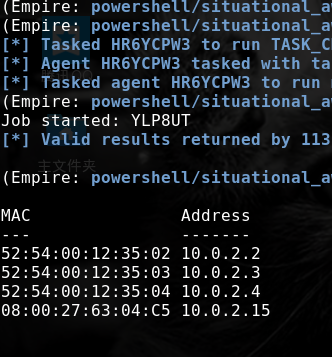 (Empire: powershell/situational_a
[*] Tasked HR6YCPW3 to run TASK_C
[*] Agent HR6YCPW3 tasked with ta
[*] Tasked agent HR6YCPW3 to run
(Empire: powershell/situational_a
Job started: YLP8UT
[*] Valid results returned by 113
主文件夹
(Empire: powershell/situational_a
MAC Address
--- -------
52:54:00:12:35:02 10.0.2.2
52:54:00:12:35:03 10.0.2.3
52:54:00:12:35:04 10.0.2.4
08:00:27:63:04:C5 10.0.2.15